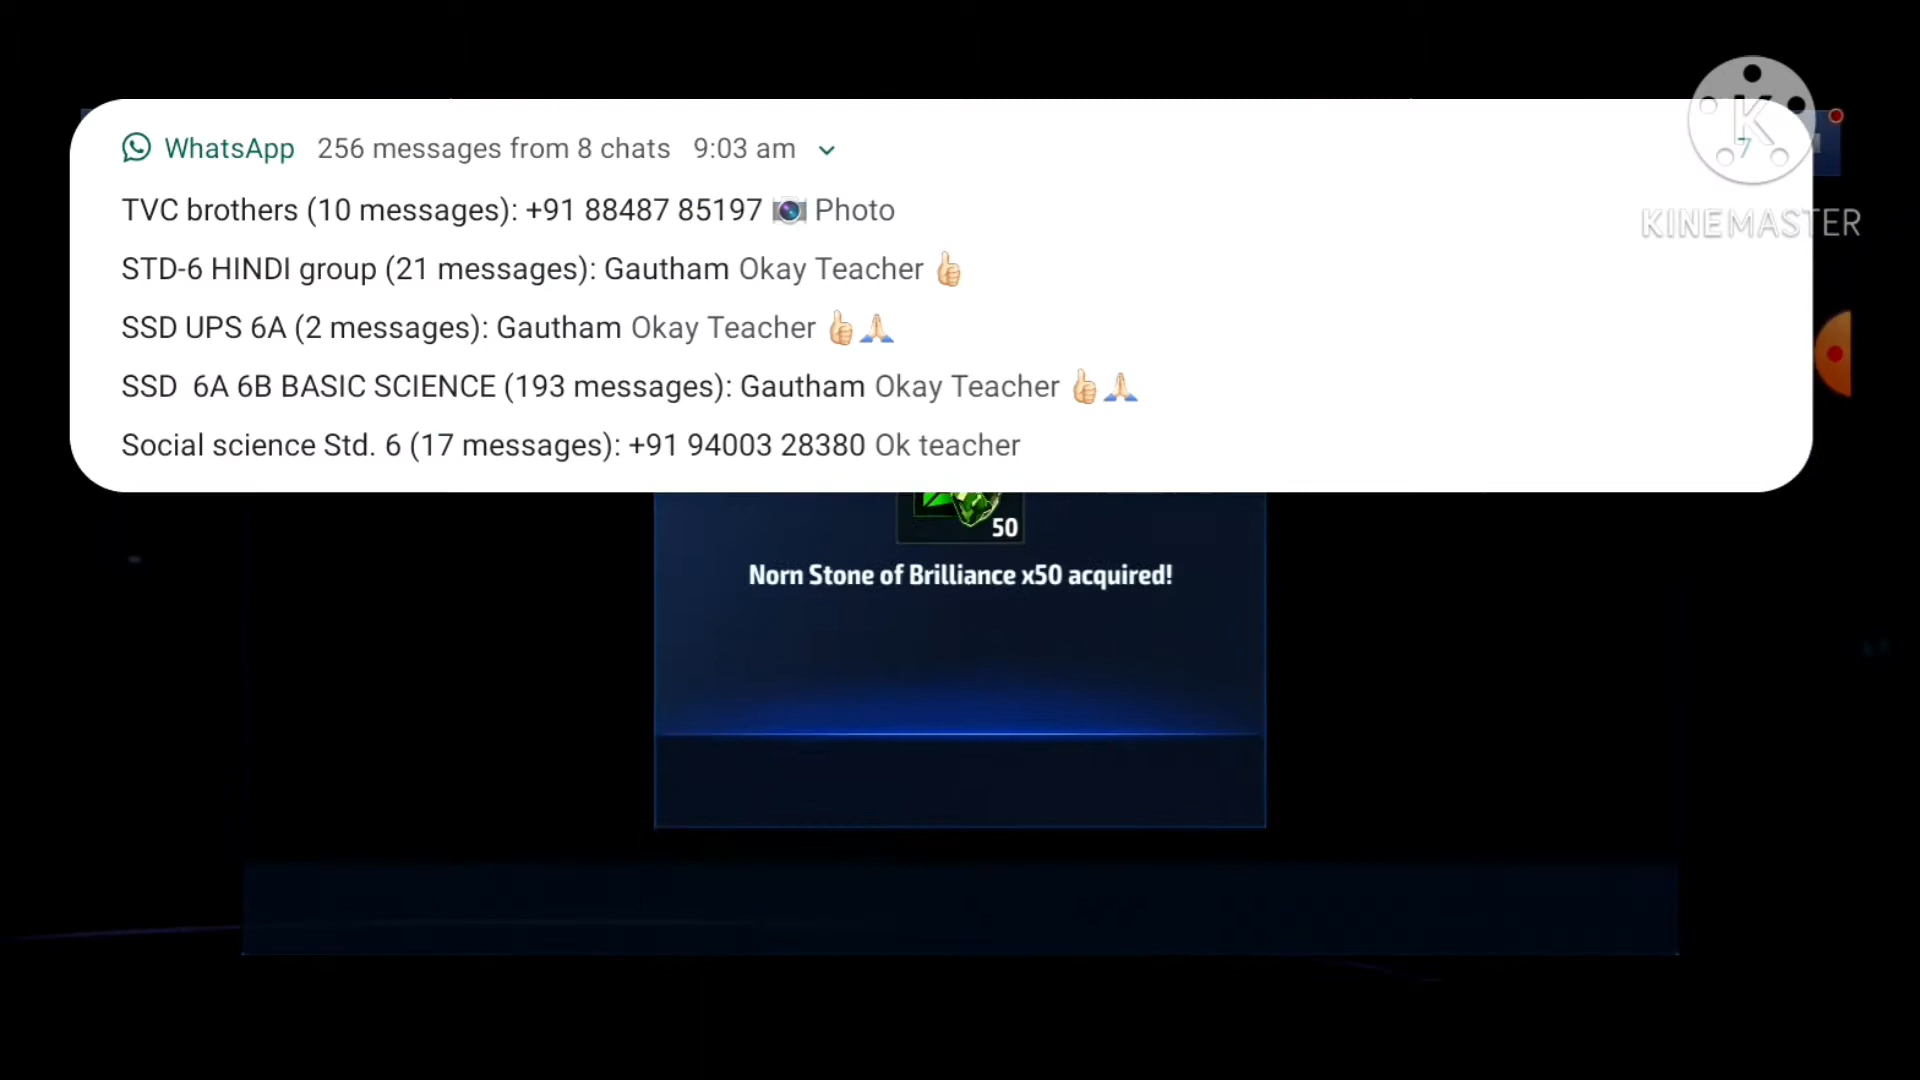 WhatsApp 256 messages from 8 chats 9:03 am 7
TVC brothers (10 messages): +91 88487 85197 📷 Photo
STD-6 HINDI group (21 messages): Gautham Okay Teacher 👍🏻
SSD UPS 6A (2 messages): Gautham Okay Teacher 👍🏻🙏🏻
SSD  6A 6B BASIC SCIENCE (193 messages): Gautham Okay Teacher 👍🏻🙏🏻
Social science Std. 6 (17 messages): +91 94003 28380 Ok teacher
K
KINEMASTER
50
Norn Stone of Brilliance x50 acquired!